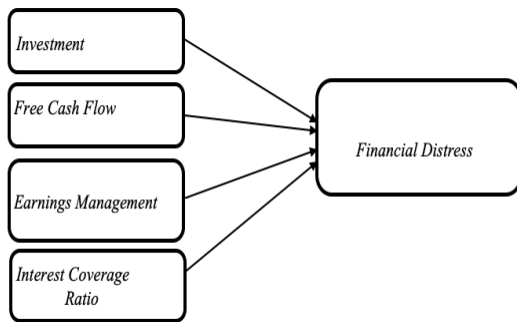 Investment
Free Cash Flow
Earnings Management
Interest Coverage
Ratio
Financial Distress